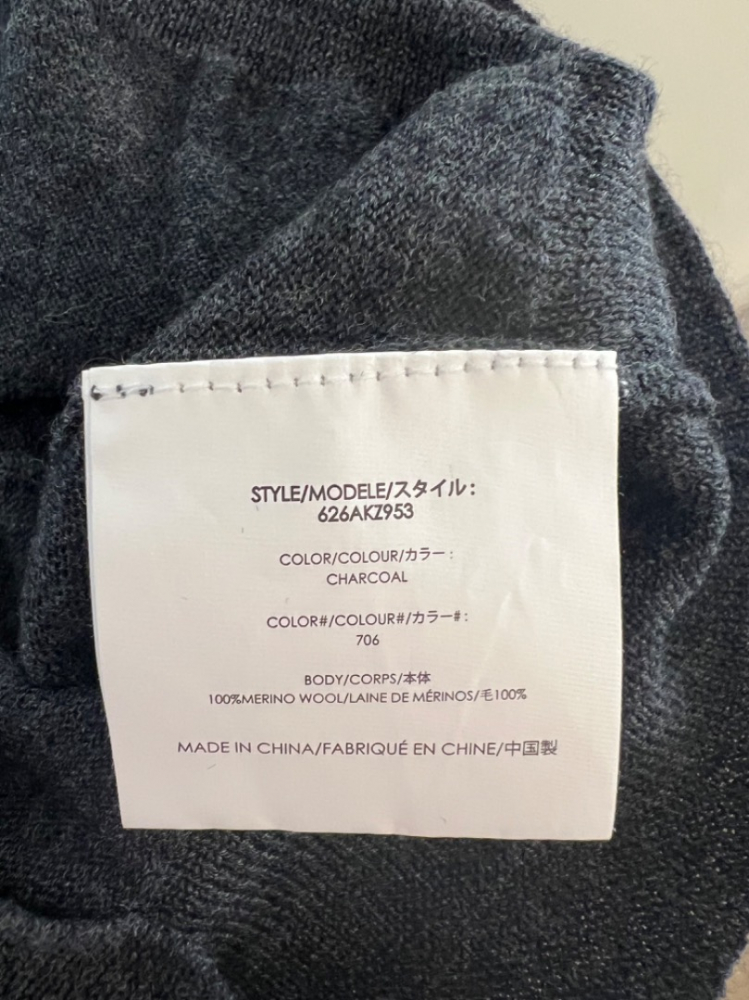 STYLE/MODELE/スタイル:
626AKZ953
COLOR/COLOUR/カラー:
CHARCOAL
COLOR#/COLOUR#/カラー#:
706
BODY/CORPS/本体
100%MERINO WOOL/LAINE DE MÉRINOS/毛100%
MADE IN CHINA/FABRIQUÉ EN CHINE/中国製